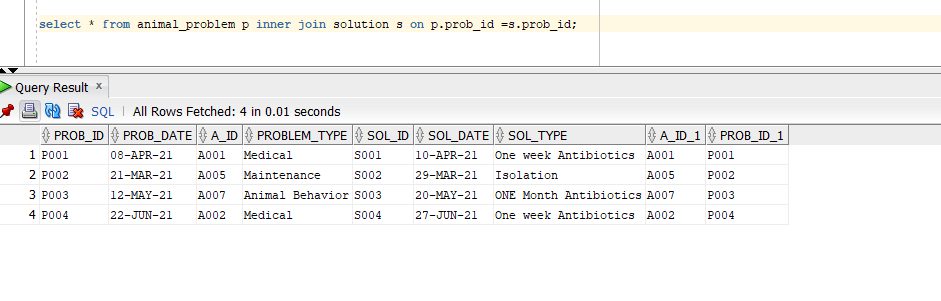 select * from animal_problem p inner join solution s on p.prob_id =s.prob_id;
Query Result x
SQL | All Rows Fetched: 4 in 0.01 seconds
PROB_ID PROB_DATE A_ID PROBLEM_TYPE SOL_ID SOL_DATE SOL_TYPE A_ID_1 PROB_ID_1
1 P001 08-APR-21 A001 Medical S001 10-APR-21 One week Antibiotics A001 P001
2 P002 21-MAR-21 A005 Maintenance S002 29-MAR-21 Isolation A005 P002
3 P003 12-MAY-21 A007 Animal Behavior S003 20-MAY-21 ONE Month Antibiotics A007 P003
4 P004 22-JUN-21 A002 Medical S004 27-JUN-21 One week Antibiotics A002 P004